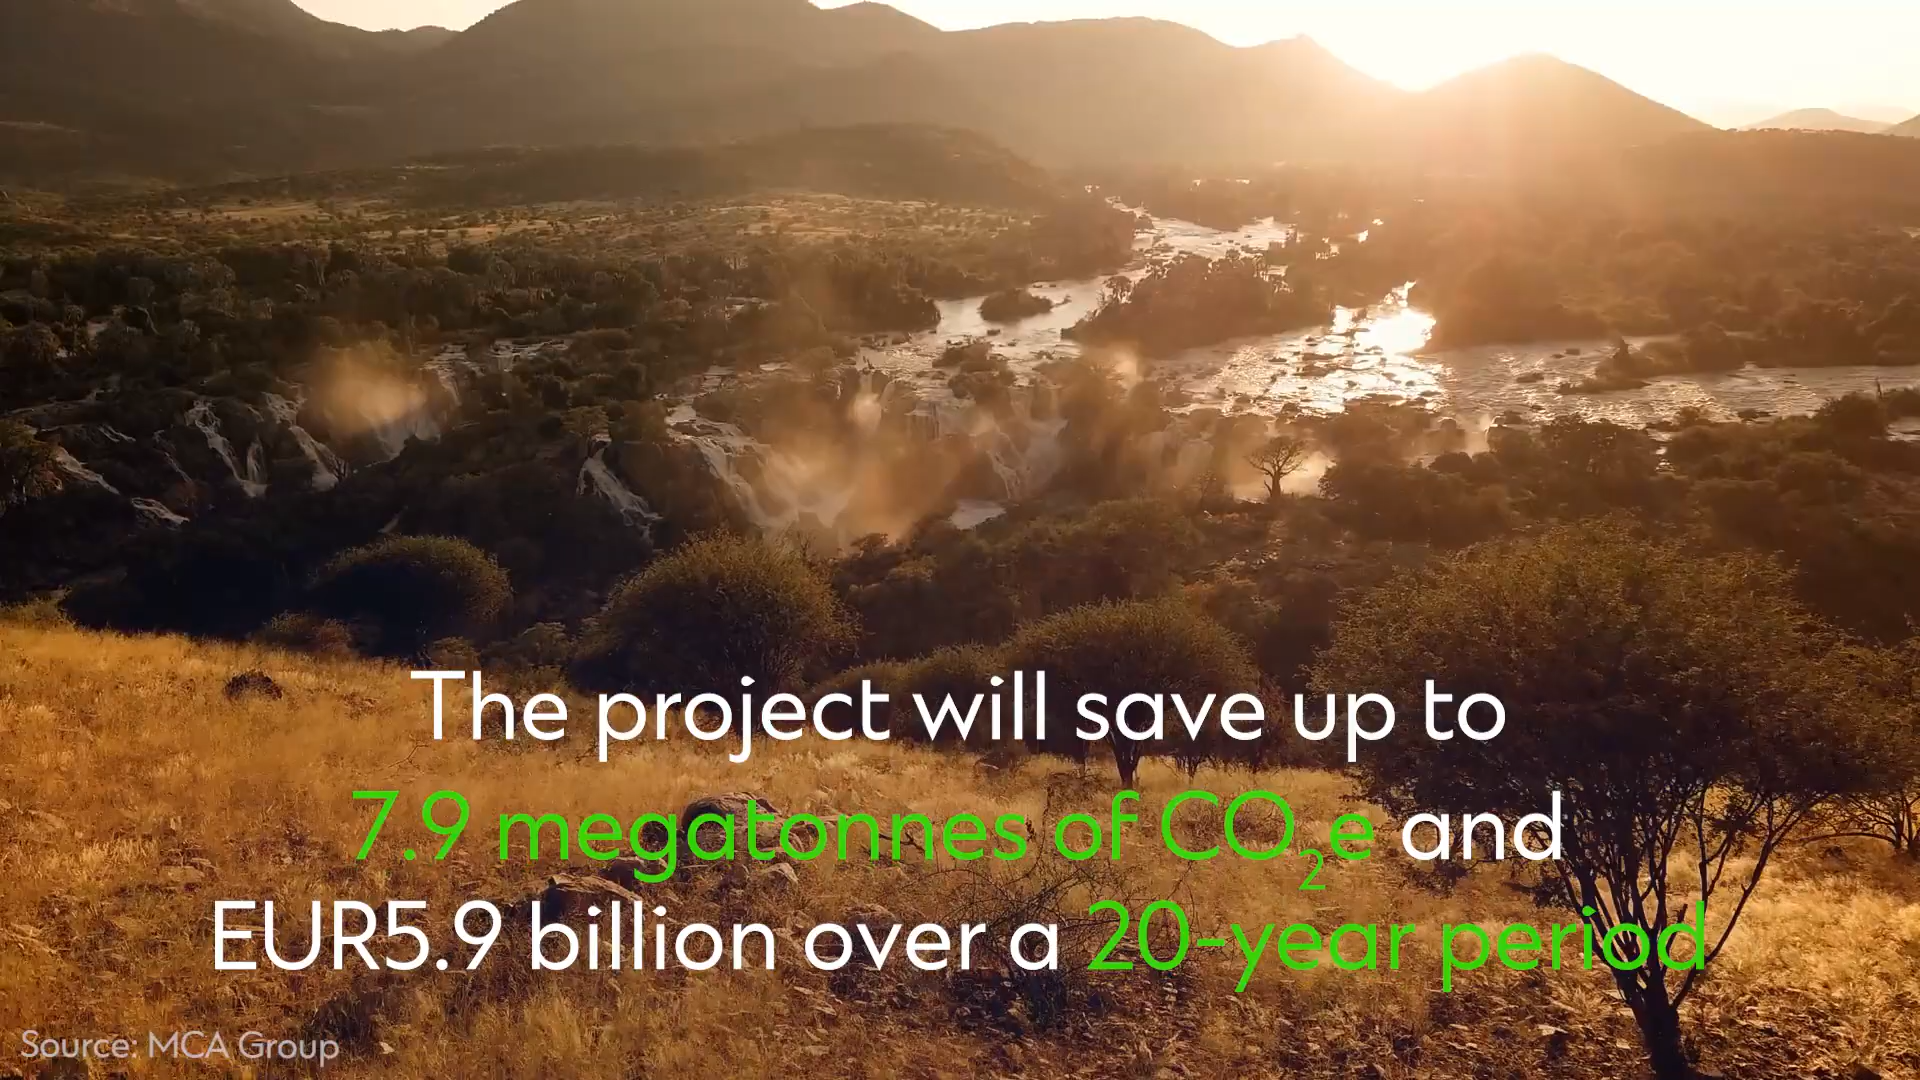 The project will save up to
7.9 megatonnes of CO₂e and
EUR5.9 billion over a 20-year period
Source: MCA Group